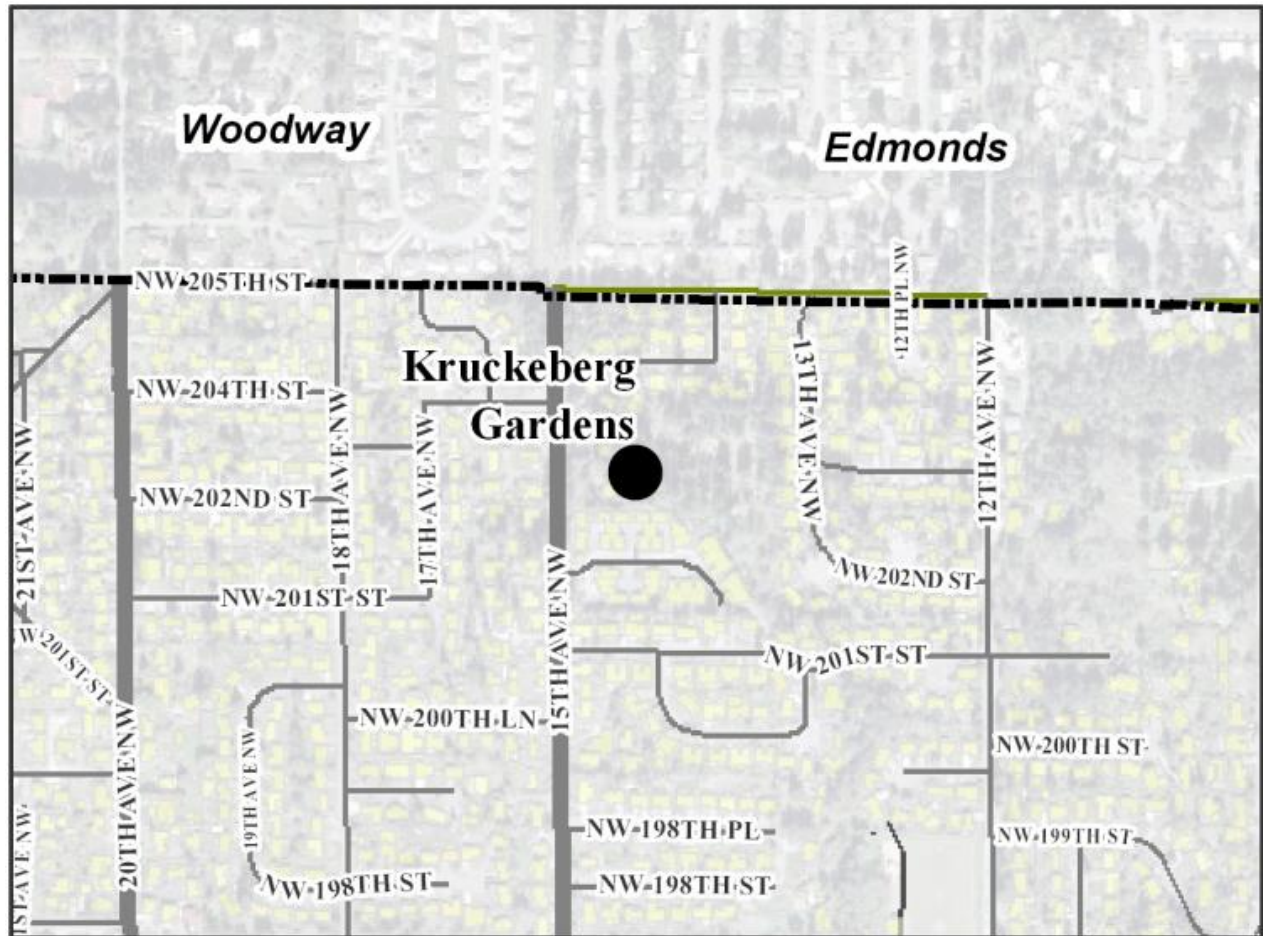 Woodway
Edmonds
NW 205TH ST
12TH PL NW
Kruckeberg
Gardens
NW 204TH ST
18TH AVE NW
17TH AVE NW
13TH AVE NW
12TH AVE NW
21ST AVE NW
NW 202ND ST
NW 202ND ST
NW 201ST ST
15TH AVE NW
NW 201ST ST
NW 201ST ST
20TH AVE NW
19TH AVE NW
NW 200TH LN
NW 200TH ST
NW 198TH PL
NW 199TH ST
1ST AVE NW
NW 198TH ST
NW 198TH ST